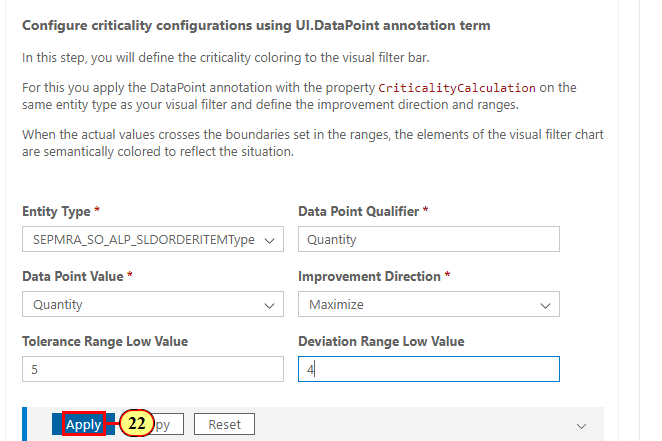 Configure criticality configurations using UI.DataPoint annotation term
In this step, you will define the criticality coloring to the visual filter bar.
For this you apply the DataPoint annotation with the property CriticalityCalculation on the
same entity type as your visual filter and define the improvement direction and ranges.
When the actual values crosses the boundaries set in the ranges, the elements of the visual filter chart
are semantically colored to reflect the situation.
Entity Type * Data Point Qualifier *
SEPMRA_SO_ALP_SLDORDERITEMType Quantity
Data Point Value * Improvement Direction *
Quantity Maximize
Tolerance Range Low Value Deviation Range Low Value
5 4
Apply 22 py Reset